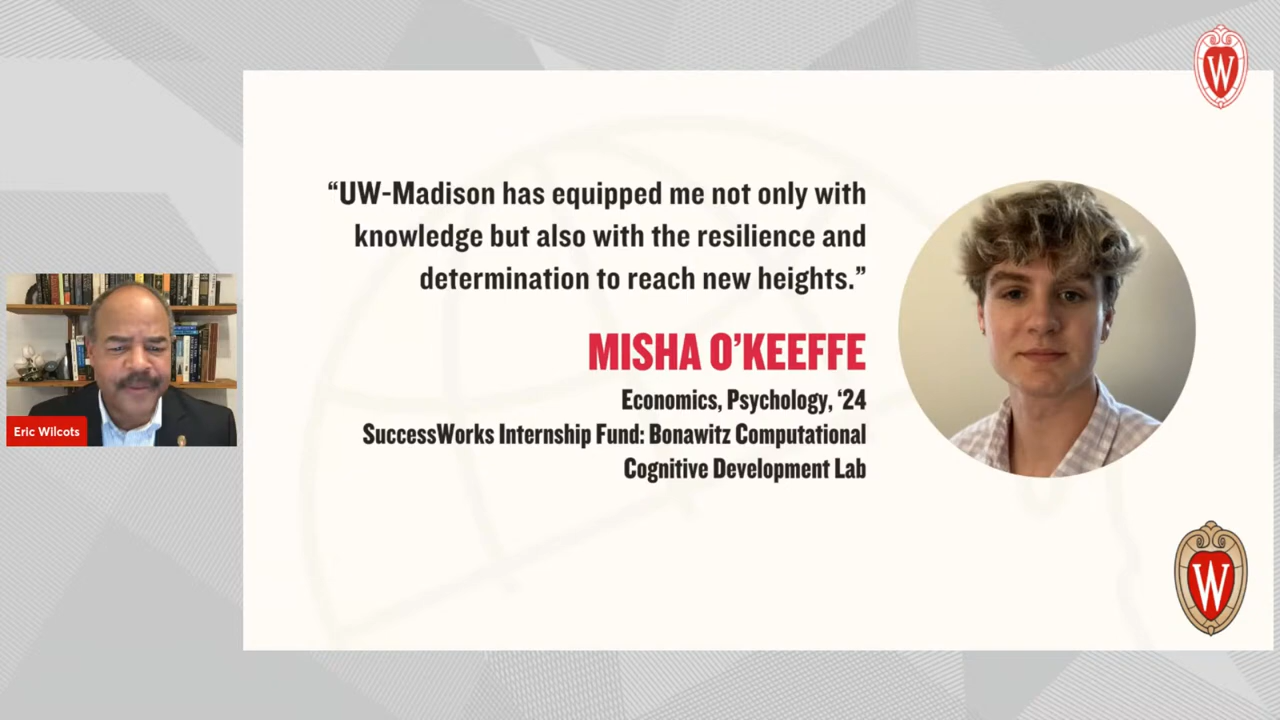 W
“UW-Madison has equipped me not only with
knowledge but also with the resilience and
determination to reach new heights.”
MISHA O’KEEFFE
Economics, Psychology, ‘24
SuccessWorks Internship Fund: Bonawitz Computational
Cognitive Development Lab
Eric Wilcots
W